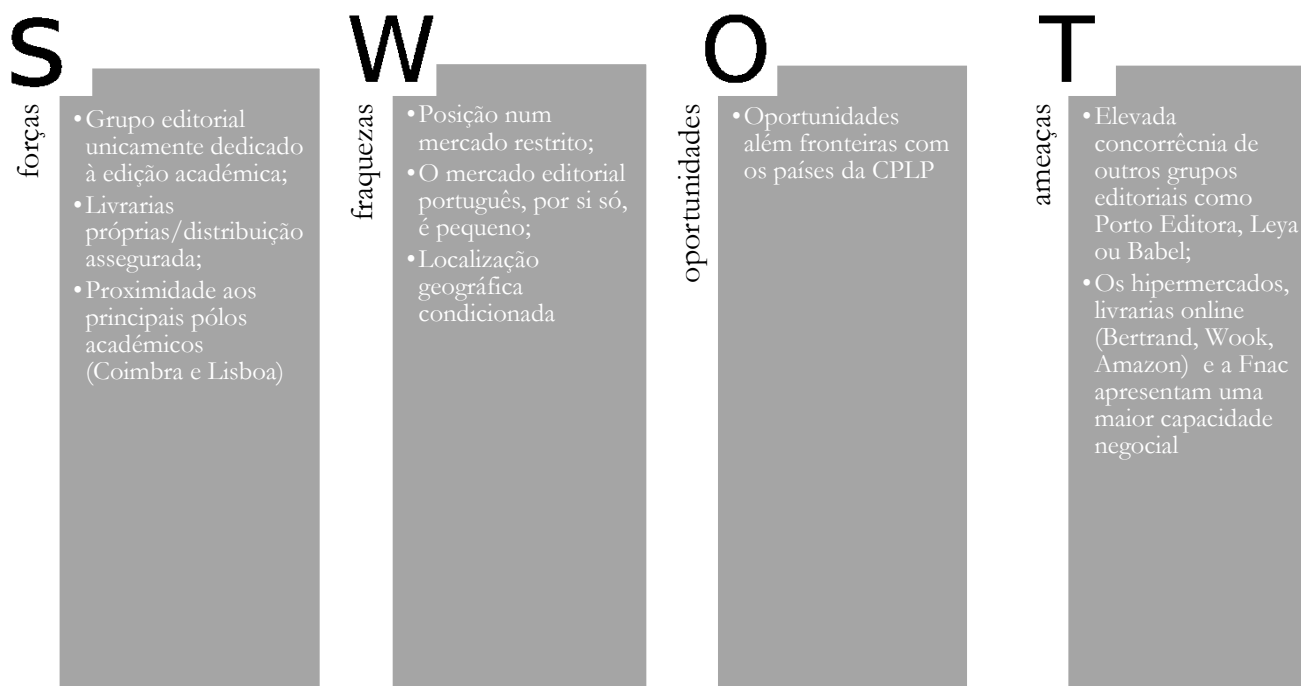 S
forças
•Grupo editorial
unicamente dedicado
à edição académica;
•Livrarias
próprias/distribuição
assegurada;
•Proximidade aos
principais pólos
académicos
(Coimbra e Lisboa)
W
fraquezas
•Posição num
mercado restrito;
•O mercado editorial
português, por si só,
é pequeno;
•Localização
geográfica
condicionada
O
oportunidades
•Oportunidades
além fronteiras com
os países da CPLP
T
ameaças
•Elevada
concorrêcnia de
outros grupos
editoriais como
Porto Editora, Leya
ou Babel;
•Os hipermercados,
livrarias online
(Bertrand, Wook,
Amazon) e a Fnac
apresentam uma
maior capacidade
negocial